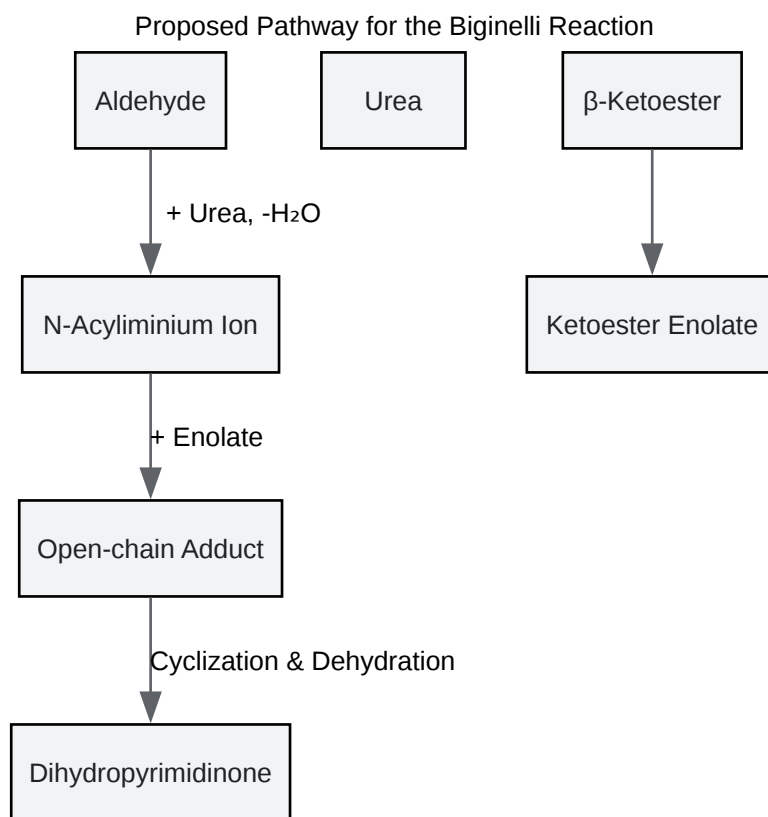 Proposed Pathway for the Biginelli Reaction
Aldehyde
Urea
β-Ketoester
+ Urea, -H₂O
N-Acyliminium Ion
Ketoester Enolate
+ Enolate
Open-chain Adduct
Cyclization & Dehydration
Dihydropyrimidinone